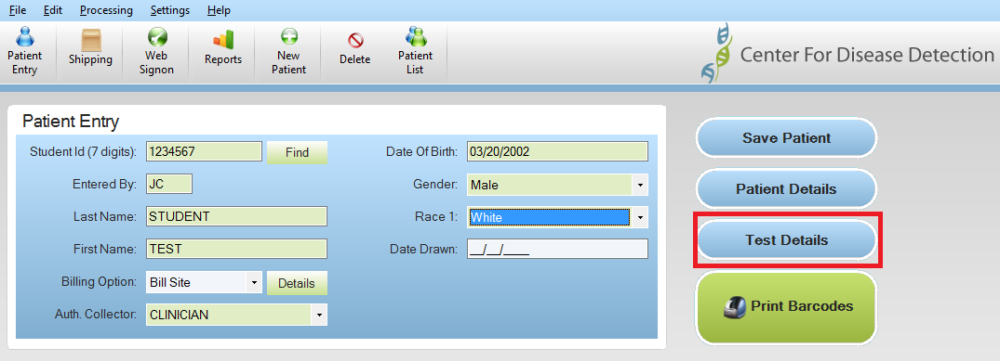 File Edit Processing Settings Help
Patient Entry
Shipping
Web Signon
Reports
New Patient
Delete
Patient List
Center For Disease Detection
Patient Entry
Student Id (7 digits): 1234567 Find
Entered By: JC
Last Name: STUDENT
First Name: TEST
Billing Option: Bill Site Details
Auth. Collector: CLINICIAN
Date Of Birth: 03/20/2002
Gender: Male
Race 1: White
Date Drawn: __/__/____
Save Patient
Patient Details
Test Details
Print Barcodes